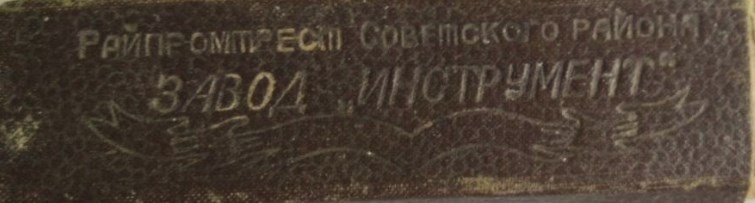 Райпромтрест Советского района
ЗАВОД „ИНСТРУМЕНТ“